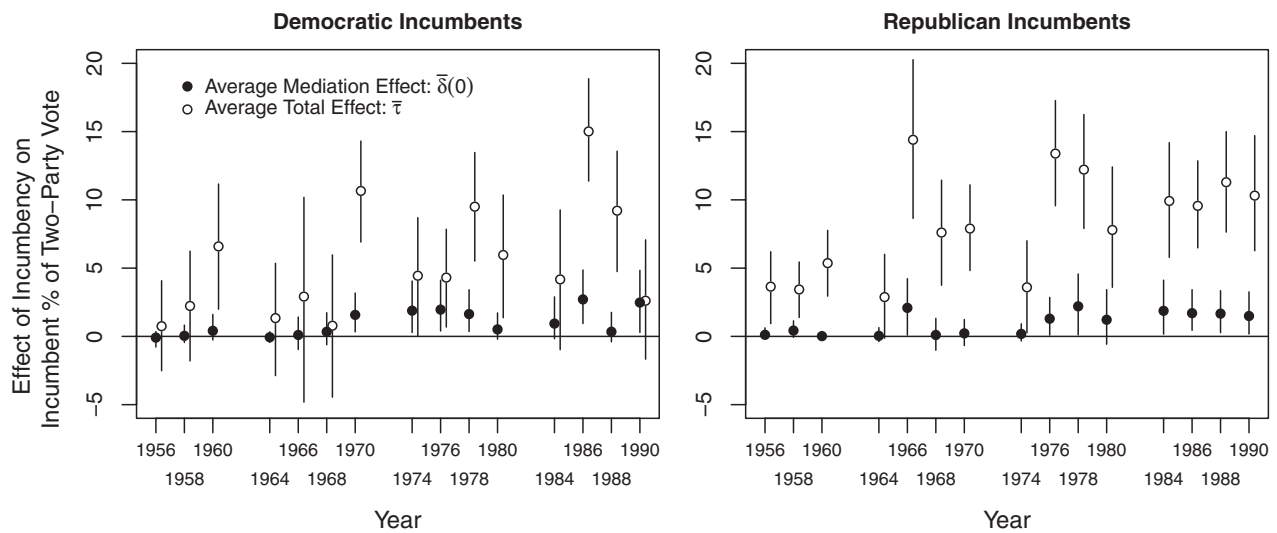 Democratic Incumbents
Republican Incumbents
Effect of Incumbency on
Incumbent % of Two−Party Vote
20
15
10
5
0
−5
Average Mediation Effect: δ̅(0)
Average Total Effect: τ̅
1956 1960 1966 1970 1976 1980 1986 1990
1958 1964 1968 1974 1978 1984 1988
Year
20
15
10
5
0
−5
1956 1960 1966 1970 1976 1980 1986 1990
1958 1964 1968 1974 1978 1984 1988
Year